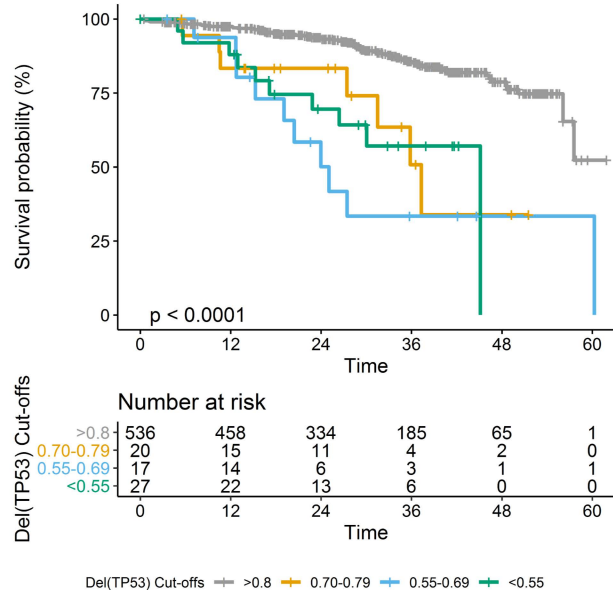 Survival probability (%)
100
75
50
25
0
p < 0.0001
0 12 24 36 48 60
Time
Number at risk
Del(TP53) Cut-offs
>0.8 536 458 334 185 65 1
0.70-0.79 20 15 11 4 2 0
0.55-0.69 17 14 6 3 1 1
<0.55 27 22 13 6 0 0
0 12 24 36 48 60
Time
Del(TP53) Cut-offs >0.8 0.70-0.79 0.55-0.69 <0.55